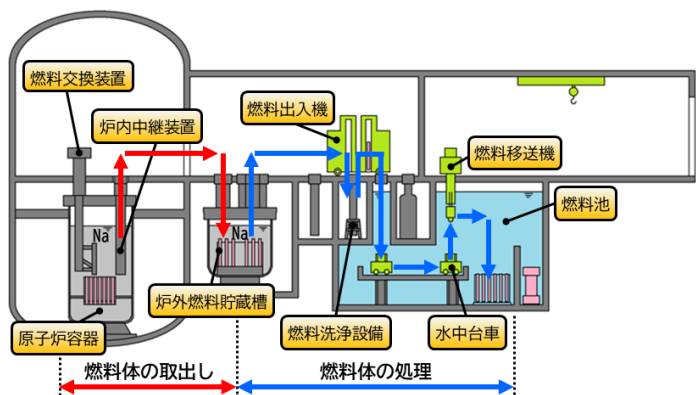 燃料交換装置
炉内中継装置
燃料出入機
燃料移送機
燃料池
Na
Na
原子炉容器
炉外燃料貯蔵槽
燃料洗浄設備
水中台車
燃料体の取出し
燃料体の処理